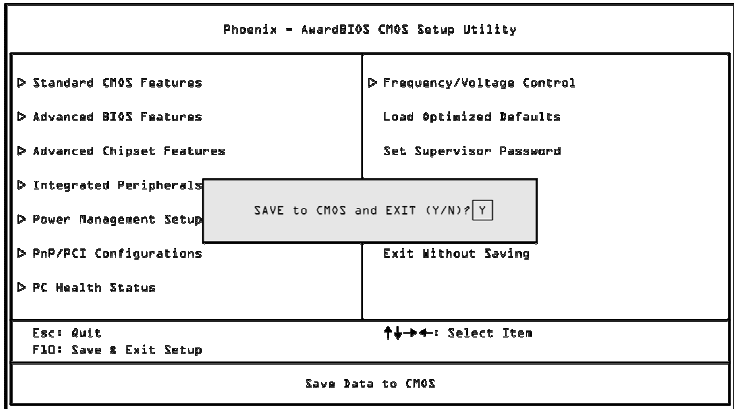 Phoenix - AwardBIOS CMOS Setup Utility
▷ Standard CMOS Features
▷ Advanced BIOS Features
▷ Advanced Chipset Features
▷ Integrated Peripherals
▷ Power Management Setup
▷ PnP/PCI Configurations
▷ PC Health Status
▷ Frequency/Voltage Control
Load Optimized Defaults
Set Supervisor Password
Exit Without Saving
SAVE to CMOS and EXIT (Y/N)? Y
Esc: Quit
F10: Save & Exit Setup
↑↓→←: Select Item
Save Data to CMOS